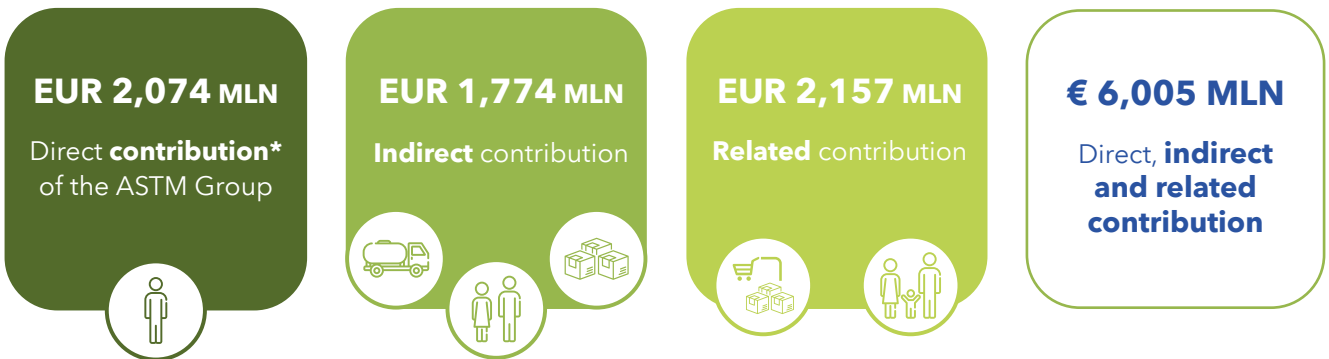 EUR 2,074 MLN
Direct contribution*
of the ASTM Group
EUR 1,774 MLN
Indirect contribution
EUR 2,157 MLN
Related contribution
€ 6,005 MLN
Direct, indirect
and related
contribution